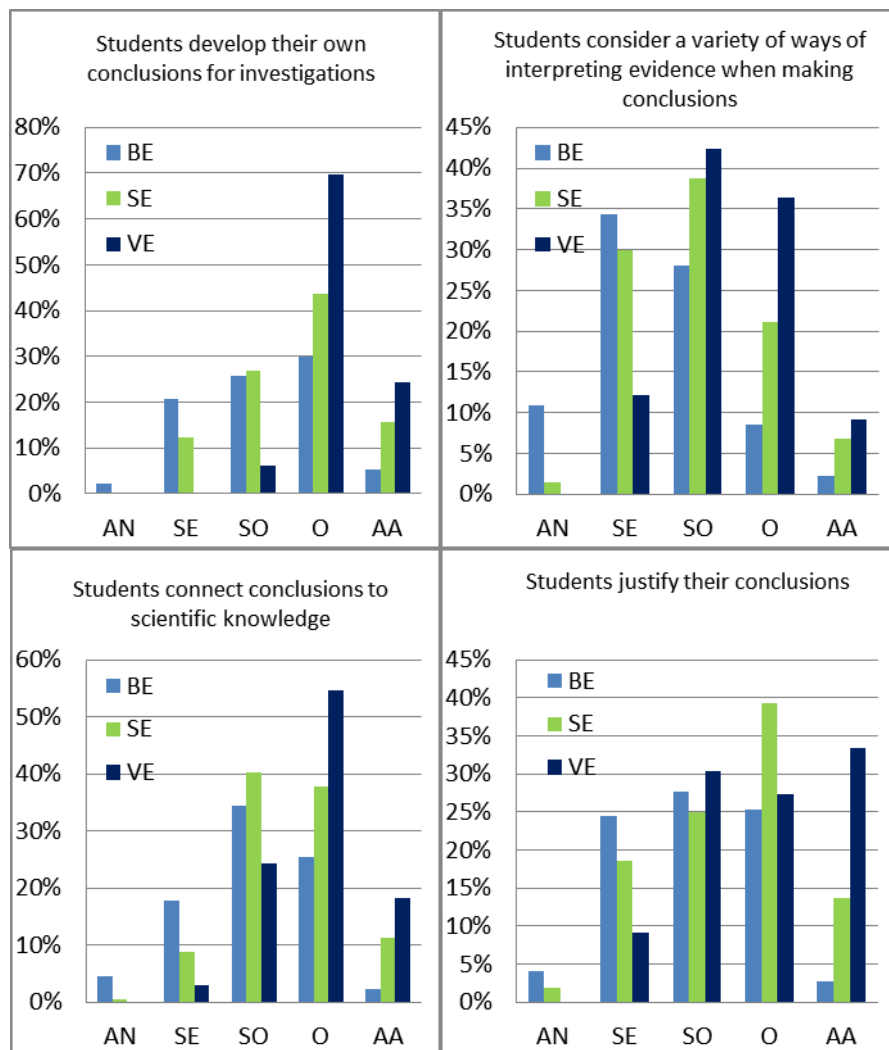 Students develop their own
conclusions for investigations
80%
70%
60%
50%
40%
30%
20%
10%
0%
BE
SE
VE
AN SE SO O AA
Students consider a variety of ways of
interpreting evidence when making
conclusions
45%
40%
35%
30%
25%
20%
15%
10%
5%
0%
BE
SE
VE
AN SE SO O AA
Students connect conclusions to
scientific knowledge
60%
50%
40%
30%
20%
10%
0%
BE
SE
VE
AN SE SO O AA
Students justify their conclusions
45%
40%
35%
30%
25%
20%
15%
10%
5%
0%
BE
SE
VE
AN SE SO O AA